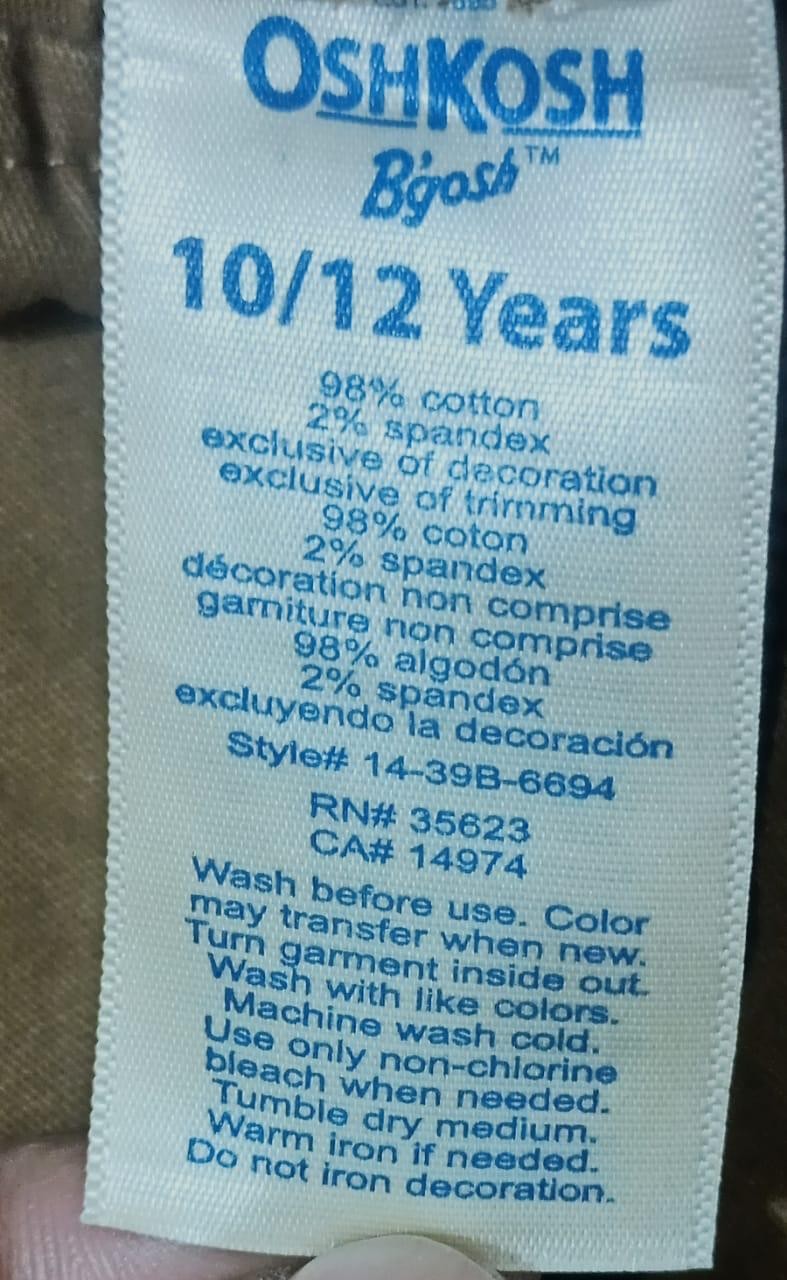 OSHKOSH
B'gosh™
10/12 Years
98% cotton
2% spandex
exclusive of decoration
exclusive of trimming
98% coton
2% spandex
décoration non comprise
garniture non comprise
98% algodón
2% spandex
excluyendo la decoración
Style# 14-39B-6694
RN# 35623
CA# 14974
Wash before use. Color
may transfer when new.
Turn garment inside out.
Wash with like colors.
Machine wash cold.
Use only non-chlorine
bleach when needed.
Tumble dry medium.
Warm iron if needed.
Do not iron decoration.